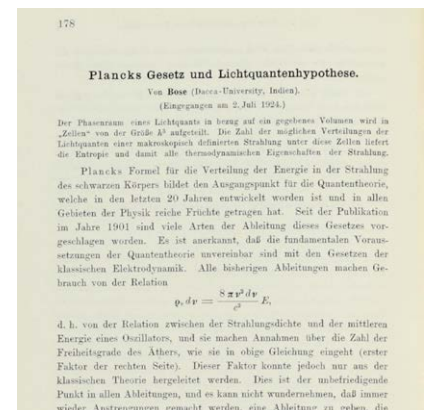 178
Plancks Gesetz und Lichtquantenhypothese.
Von Bose (Dacca-University, Indien).
(Eingegangen am 2. Juli 1924.)
Der Phasenraum eines Lichtquants in bezug auf ein gegebenes Volumen wird in
„Zellen“ von der Größe h³ aufgeteilt. Die Zahl der möglichen Verteilungen der
Lichtquanten einer makroskopisch definierten Strahlung unter diese Zellen liefert
die Entropie und damit alle thermodynamischen Eigenschaften der Strahlung.
Plancks Formel für die Verteilung der Energie in der Strahlung
des schwarzen Körpers bildet den Ausgangspunkt für die Quantentheorie,
welche in den letzten 20 Jahren entwickelt worden ist und in allen
Gebieten der Physik reiche Früchte getragen hat. Seit der Publikation
im Jahre 1901 sind viele Arten der Ableitung dieses Gesetzes vor-
geschlagen worden. Es ist anerkannt, daß die fundamentalen Voraus-
setzungen der Quantentheorie unvereinbar sind mit den Gesetzen der
klassischen Elektrodynamik. Alle bisherigen Ableitungen machen Ge-
brauch von der Relation
ϱᵥ dν = 8πν²dν/c³ E,
d. h. von der Relation zwischen der Strahlungsdichte und der mittleren
Energie eines Oszillators, und sie machen Annahmen über die Zahl der
Freiheitsgrade des Äthers, wie sie in obige Gleichung eingeht (erster
Faktor der rechten Seite). Dieser Faktor konnte jedoch nur aus der
klassischen Theorie hergeleitet werden. Dies ist der unbefriedigende
Punkt in allen Ableitungen, und es kann nicht wundernehmen, daß immer
wieder Anstrengungen gemacht werden, eine Ableitung zu geben, die